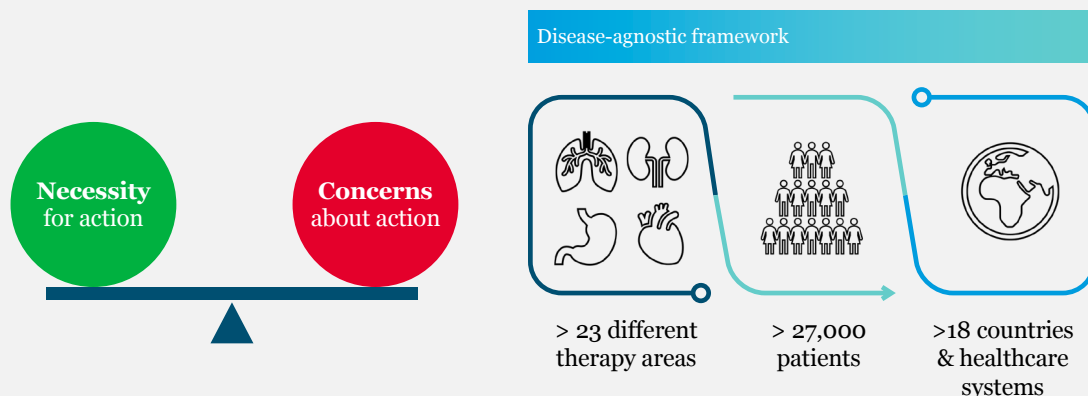 Disease-agnostic framework
Necessity
for action
Concerns
about action
> 23 different
therapy areas
> 27,000
patients
>18 countries
& healthcare
systems